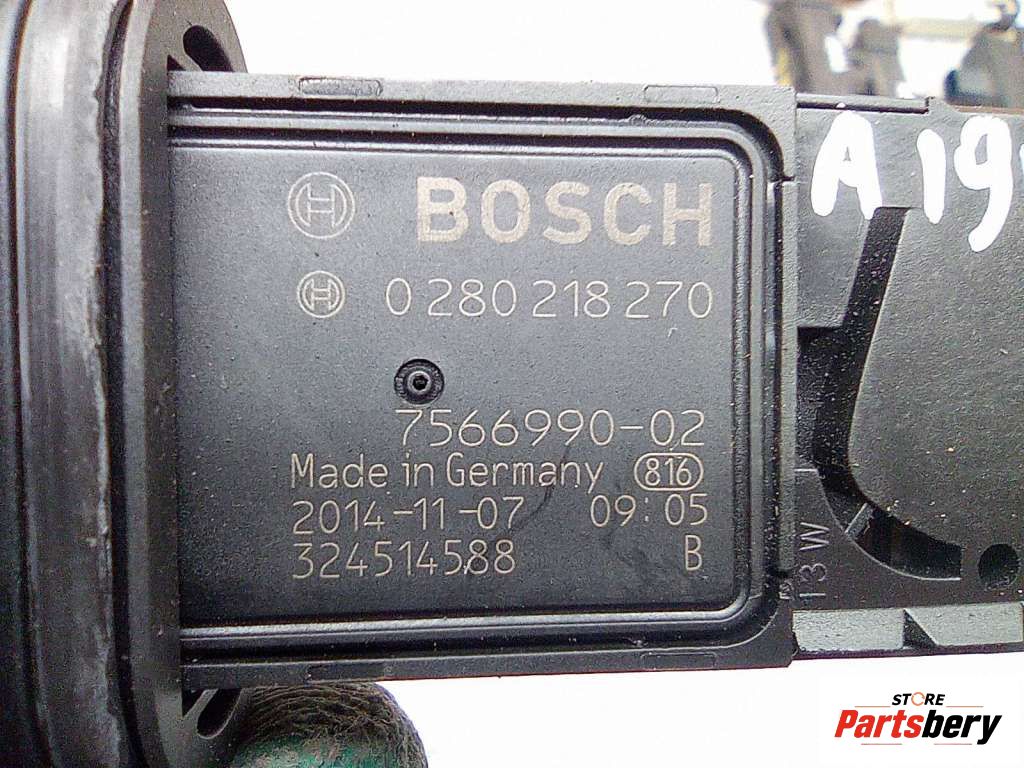 BOSCH
0 280 218 270
7566990-02
Made in Germany 816
2014-11-07 09:05
324514588 B
A 19
13 W
STORE
Partsbery